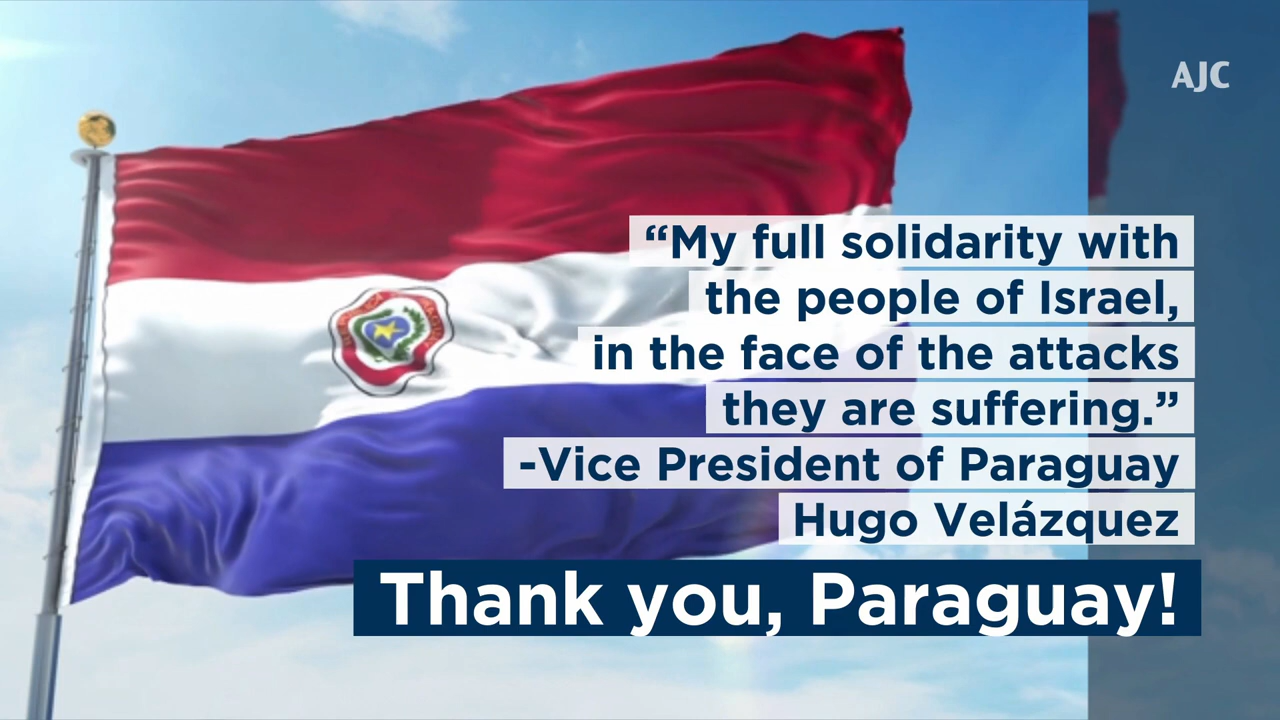 AJC
“My full solidarity with
the people of Israel,
in the face of the attacks
they are suffering.”
-Vice President of Paraguay
Hugo Velázquez
Thank you, Paraguay!